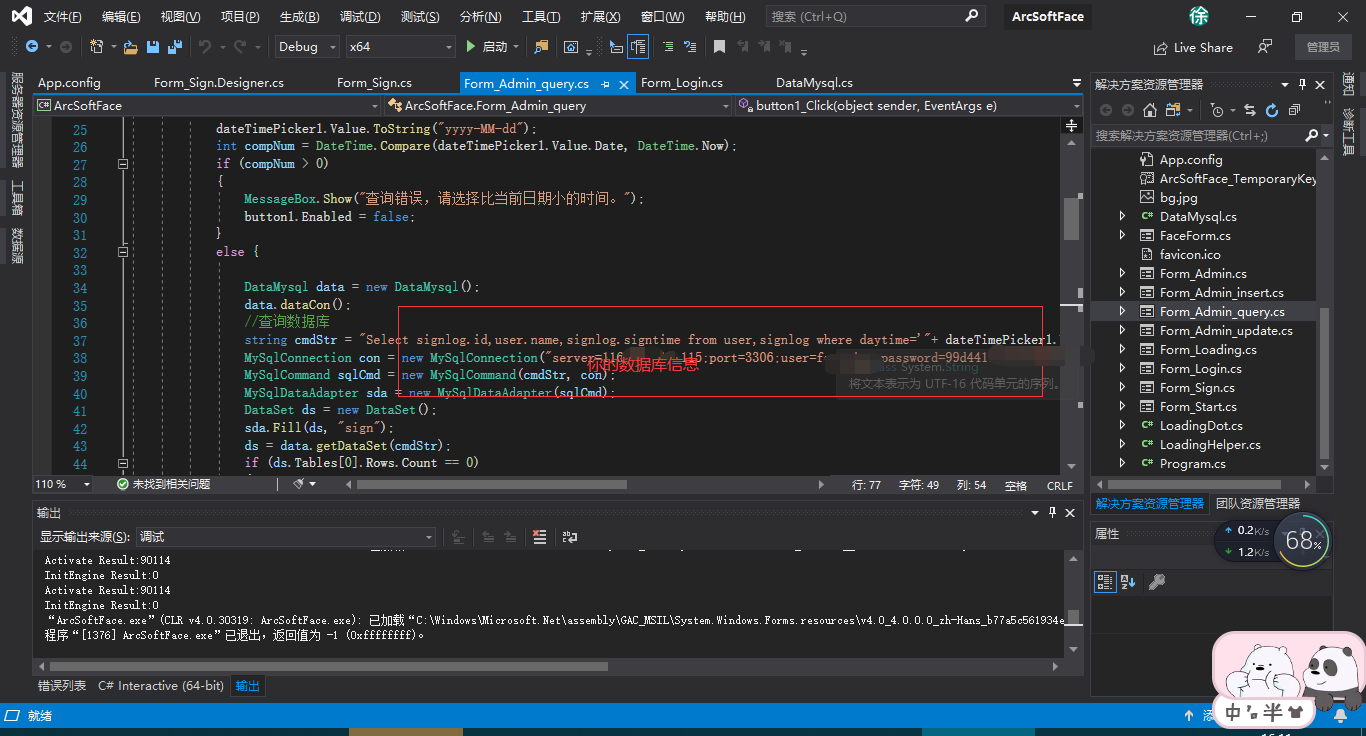 文件(F) 编辑(E) 视图(V) 项目(P) 生成(B) 调试(D) 测试(S) 分析(N) 工具(T) 扩展(X) 窗口(W) 帮助(H) 搜索 (Ctrl+Q) ArcSoftFace 徐
Debug x64 启动 Live Share 管理员
服务器资源管理器
工具箱
数据源
App.config Form_Sign.Designer.cs Form_Sign.cs Form_Admin_query.cs Form_Login.cs DataMysql.cs
ArcSoftFace ArcSoftFace.Form_Admin_query button1_Click(object sender, EventArgs e)
25 dateTimePicker1.Value.ToString("yyyy-MM-dd");
26 int compNum = DateTime.Compare(dateTimePicker1.Value.Date, DateTime.Now);
27 if (compNum > 0)
28 {
29 MessageBox.Show("查询错误，请选择比当前日期小的时间。");
30 button1.Enabled = false;
31 }
32 else {
33
34 DataMysql data = new DataMysql();
35 data.dataCon();
36 //查询数据库
37 string cmdStr = "Select signlog.id,user.name,signlog.signtime from user,signlog where daytime='"+ dateTimePicker1.
38 MySqlConnection con = new MySqlConnection("server=116 115;port=3306;user=f password=99d441
39 MySqlCommand sqlCmd = new MySqlCommand(cmdStr, con);
40 MySqlDataAdapter sda = new MySqlDataAdapter(sqlCmd);
41 DataSet ds = new DataSet();
42 sda.Fill(ds, "sign");
43 ds = data.getDataSet(cmdStr);
44 if (ds.Tables[0].Rows.Count == 0)
你的数据库信息
System.String
将文本表示为 UTF-16 代码单元的序列。
110 % 未找到相关问题 行: 77 字符: 49 列: 54 空格 CRLF
输出
显示输出来源(S): 调试
Activate Result:90114
InitEngine Result:0
Activate Result:90114
InitEngine Result:0
“ArcSoftFace.exe”(CLR v4.0.30319: ArcSoftFace.exe): 已加载“C:\Windows\Microsoft.Net\assembly\GAC_MSIL\System.Windows.Forms.resources\v4.0_4.0.0.0_zh-Hans_b77a5c561934e
程序“[1376] ArcSoftFace.exe”已退出，返回值为 -1 (0xffffffff)。
错误列表 C# Interactive (64-bit) 输出
就绪
解决方案资源管理器
搜索解决方案资源管理器(Ctrl+;)
App.config
ArcSoftFace_TemporaryKey
bg.jpg
C# DataMysql.cs
FaceForm.cs
favicon.ico
Form_Admin.cs
Form_Admin_insert.cs
Form_Admin_query.cs
Form_Admin_update.cs
Form_Loading.cs
Form_Login.cs
Form_Sign.cs
Form_Start.cs
C# LoadingDot.cs
C# LoadingHelper.cs
C# Program.cs
解决方案资源管理器 团队资源管理器
属性
0.2K/s
1.2K/s
68%
通知
诊断工具
中 半